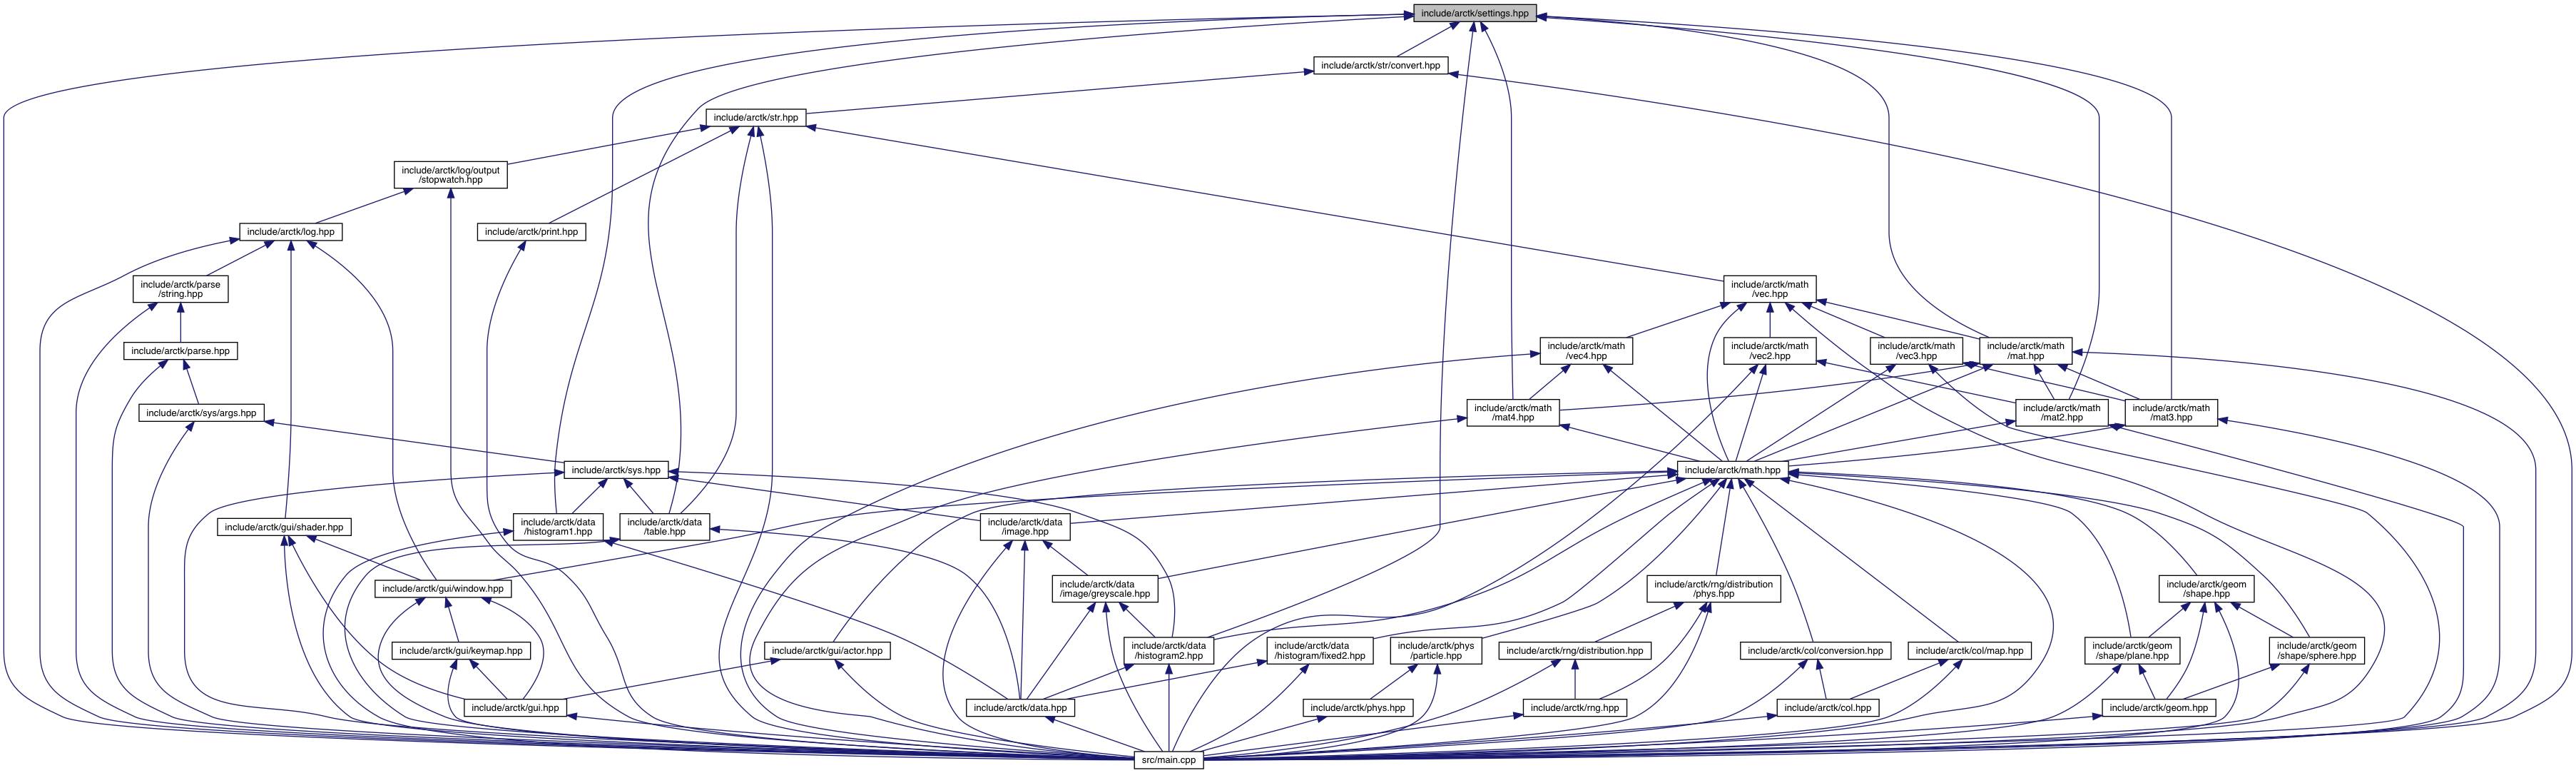 include/arctk/settings.hpp
include/arctk/str/convert.hpp
include/arctk/str.hpp
include/arctk/log/output
/stopwatch.hpp
include/arctk/log.hpp
include/arctk/print.hpp
include/arctk/parse
/string.hpp
include/arctk/math
/vec.hpp
include/arctk/parse.hpp
include/arctk/math
/vec4.hpp
include/arctk/math
/vec2.hpp
include/arctk/math
/vec3.hpp
include/arctk/math
/mat.hpp
include/arctk/sys/args.hpp
include/arctk/math
/mat4.hpp
include/arctk/math
/mat2.hpp
include/arctk/math
/mat3.hpp
include/arctk/sys.hpp
include/arctk/math.hpp
include/arctk/gui/shader.hpp
include/arctk/data
/histogram1.hpp
include/arctk/data
/table.hpp
include/arctk/data
/image.hpp
include/arctk/gui/window.hpp
include/arctk/data
/image/greyscale.hpp
include/arctk/rng/distribution
/phys.hpp
include/arctk/geom
/shape.hpp
include/arctk/gui/keymap.hpp
include/arctk/gui/actor.hpp
include/arctk/data
/histogram2.hpp
include/arctk/data
/histogram/fixed2.hpp
include/arctk/phys
/particle.hpp
include/arctk/rng/distribution.hpp
include/arctk/col/conversion.hpp
include/arctk/col/map.hpp
include/arctk/geom
/shape/plane.hpp
include/arctk/geom
/shape/sphere.hpp
include/arctk/gui.hpp
include/arctk/data.hpp
include/arctk/phys.hpp
include/arctk/rng.hpp
include/arctk/col.hpp
include/arctk/geom.hpp
src/main.cpp